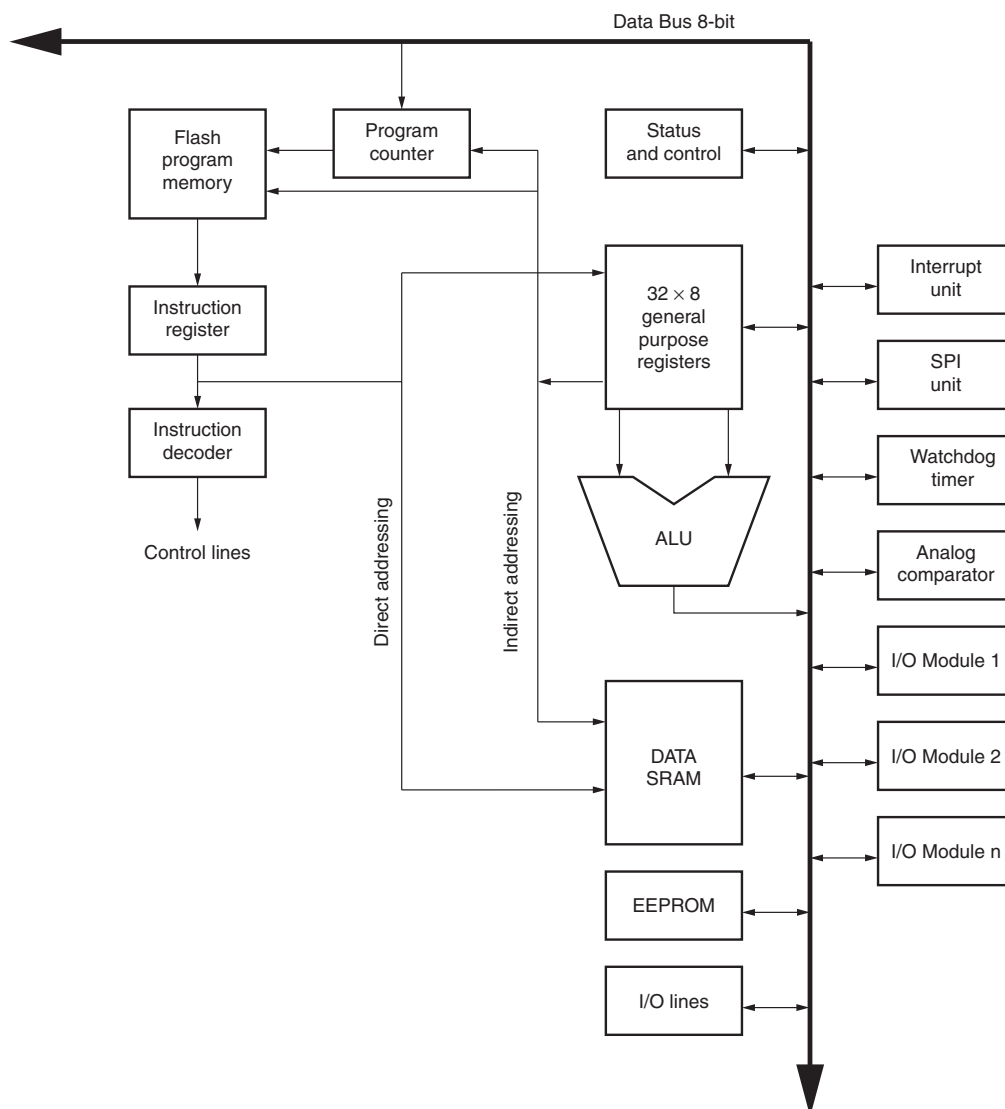 Data Bus 8-bit
Flash
program
memory
Program
counter
Status
and control
Instruction
register
32 × 8
general
purpose
registers
Interrupt
unit
SPI
unit
Instruction
decoder
Watchdog
timer
Control lines
Direct addressing
Indirect addressing
ALU
Analog
comparator
I/O Module 1
DATA
SRAM
I/O Module 2
I/O Module n
EEPROM
I/O lines